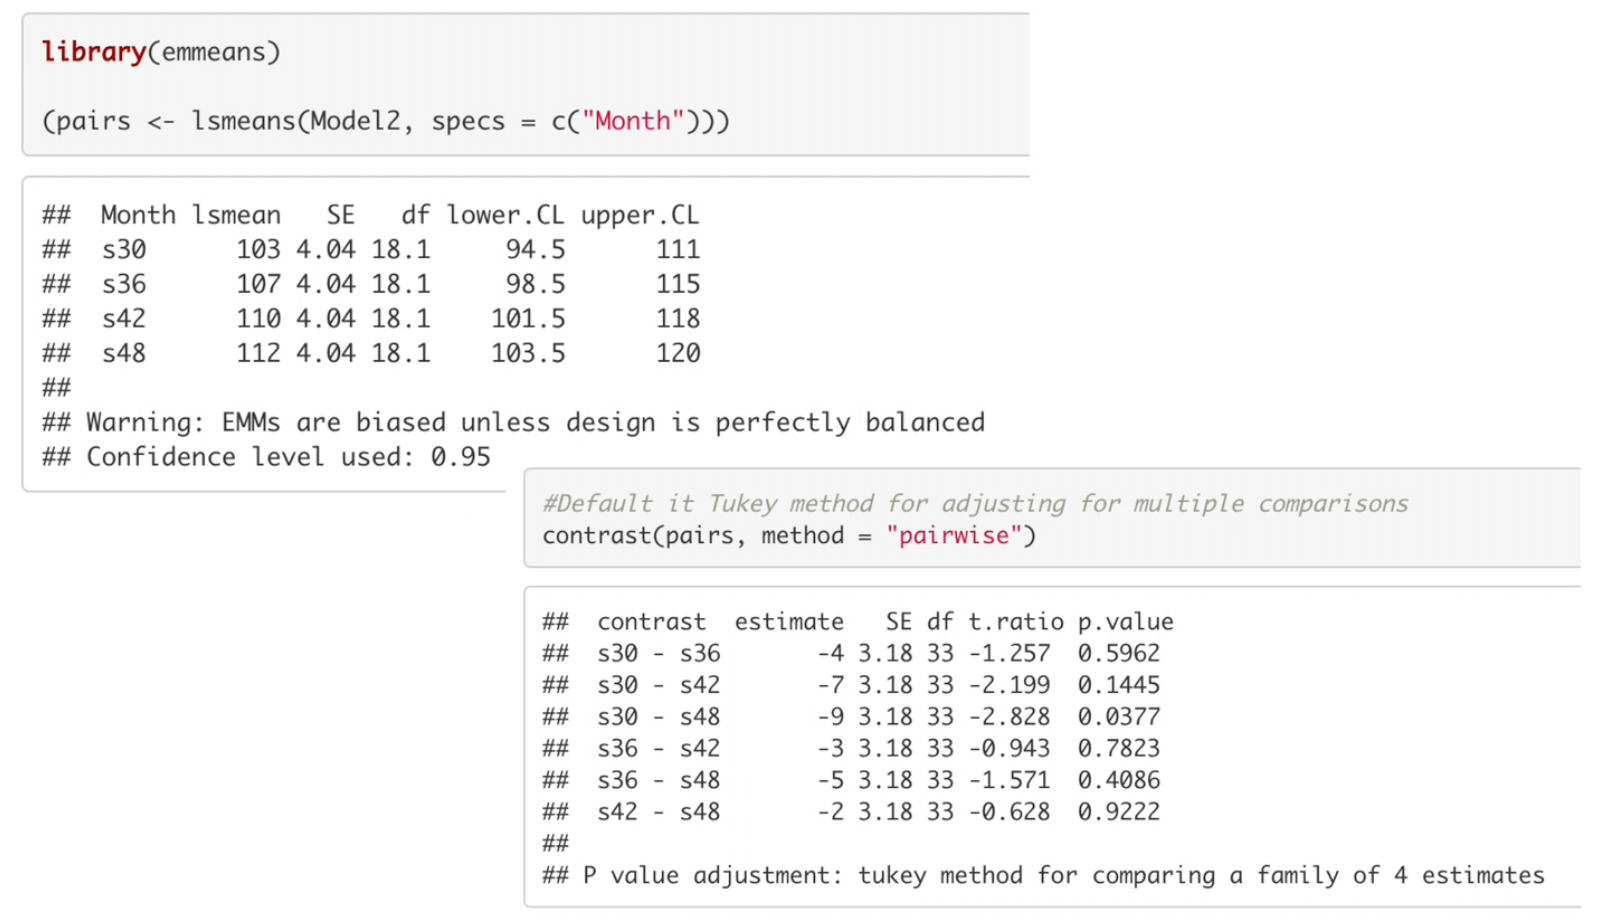 library(emmeans)
(pairs <- lsmeans(Model2, specs = c("Month")))
##  Month lsmean   SE   df lower.CL upper.CL
##  s30      103 4.04 18.1     94.5      111
##  s36      107 4.04 18.1     98.5      115
##  s42      110 4.04 18.1    101.5      118
##  s48      112 4.04 18.1    103.5      120
##
## Warning: EMMs are biased unless design is perfectly balanced
## Confidence level used: 0.95
#Default it Tukey method for adjusting for multiple comparisons
contrast(pairs, method = "pairwise")
##  contrast  estimate   SE df t.ratio p.value
##  s30 - s36       -4 3.18 33 -1.257  0.5962
##  s30 - s42       -7 3.18 33 -2.199  0.1445
##  s30 - s48       -9 3.18 33 -2.828  0.0377
##  s36 - s42       -3 3.18 33 -0.943  0.7823
##  s36 - s48       -5 3.18 33 -1.571  0.4086
##  s42 - s48       -2 3.18 33 -0.628  0.9222
##
## P value adjustment: tukey method for comparing a family of 4 estimates